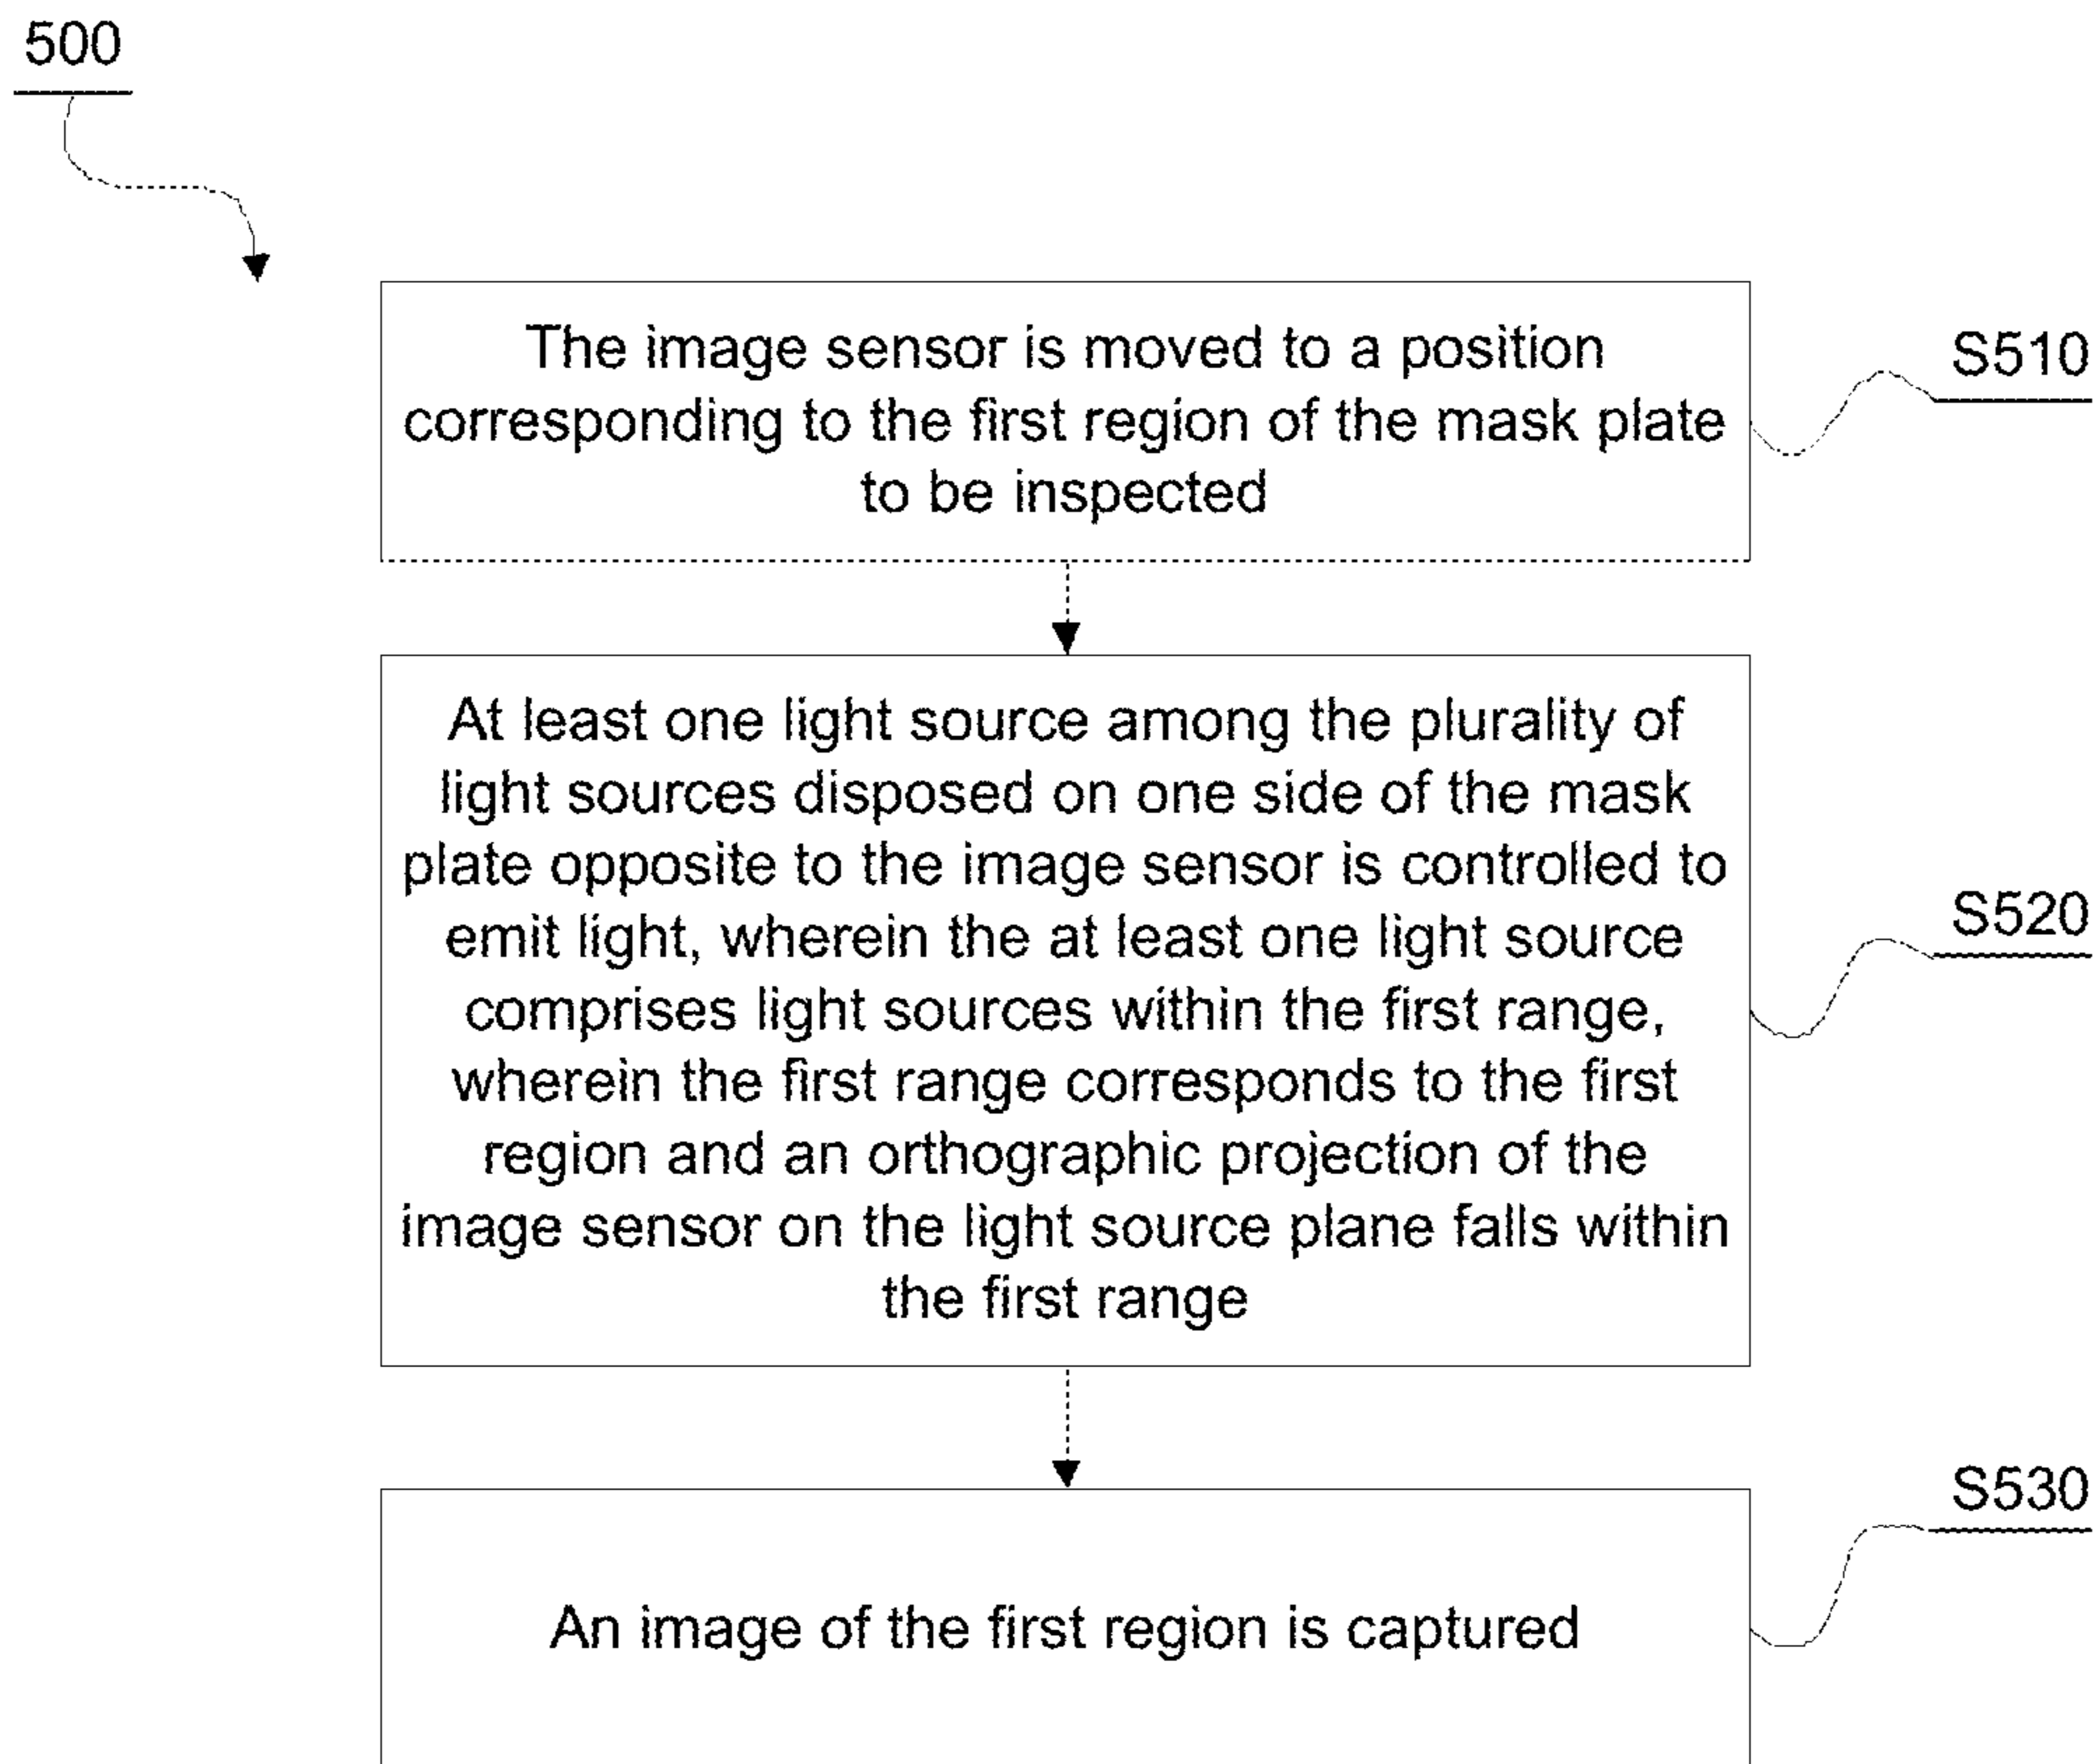 500
The image sensor is moved to a position
corresponding to the first region of the mask plate
to be inspected
S510
At least one light source among the plurality of
light sources disposed on one side of the mask
plate opposite to the image sensor is controlled to
emit light, wherein the at least one light source
comprises light sources within the first range,
wherein the first range corresponds to the first
region and an orthographic projection of the
image sensor on the light source plane falls within
the first range
S520
An image of the first region is captured
S530